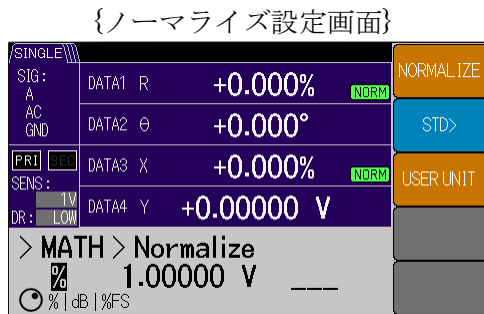 {ノーマライズ設定画面}
SINGLE
SIG:
A
AC
GND
PRI SEC
SENS:
1V
DR: LOW
DATA1 R +0.000% NORM
DATA2 θ +0.000°
DATA3 X +0.000% NORM
DATA4 Y +0.00000 V
NORMALIZE
STD>
USER UNIT
> MATH > Normalize
% 1.00000 V ___
% | dB | %FS